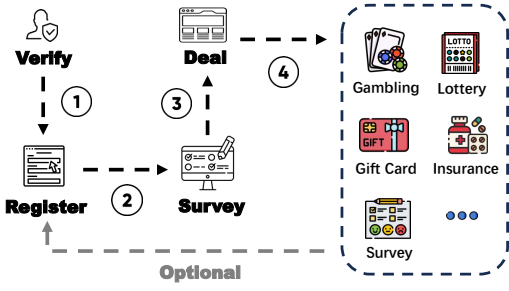 Verify
Deal
1
2
3
4
Register
Survey
Optional
LOTTO
Gambling
Lottery
GIFT
Gift Card
Insurance
Survey